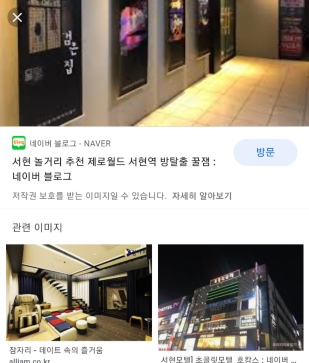 검은집
네이버 블로그 - NAVER
서현 놀거리 추천 제로월드 서현역 방탈출 꿀잼 :
네이버 블로그
방문
저작권 보호를 받는 이미지일 수 있습니다. 자세히 알아보기
관련 이미지
잠자리 - 데이트 속의 즐거움
alljam.co.kr
서현모텔] 초콜릿모텔 호캉스 : 네이버 ...